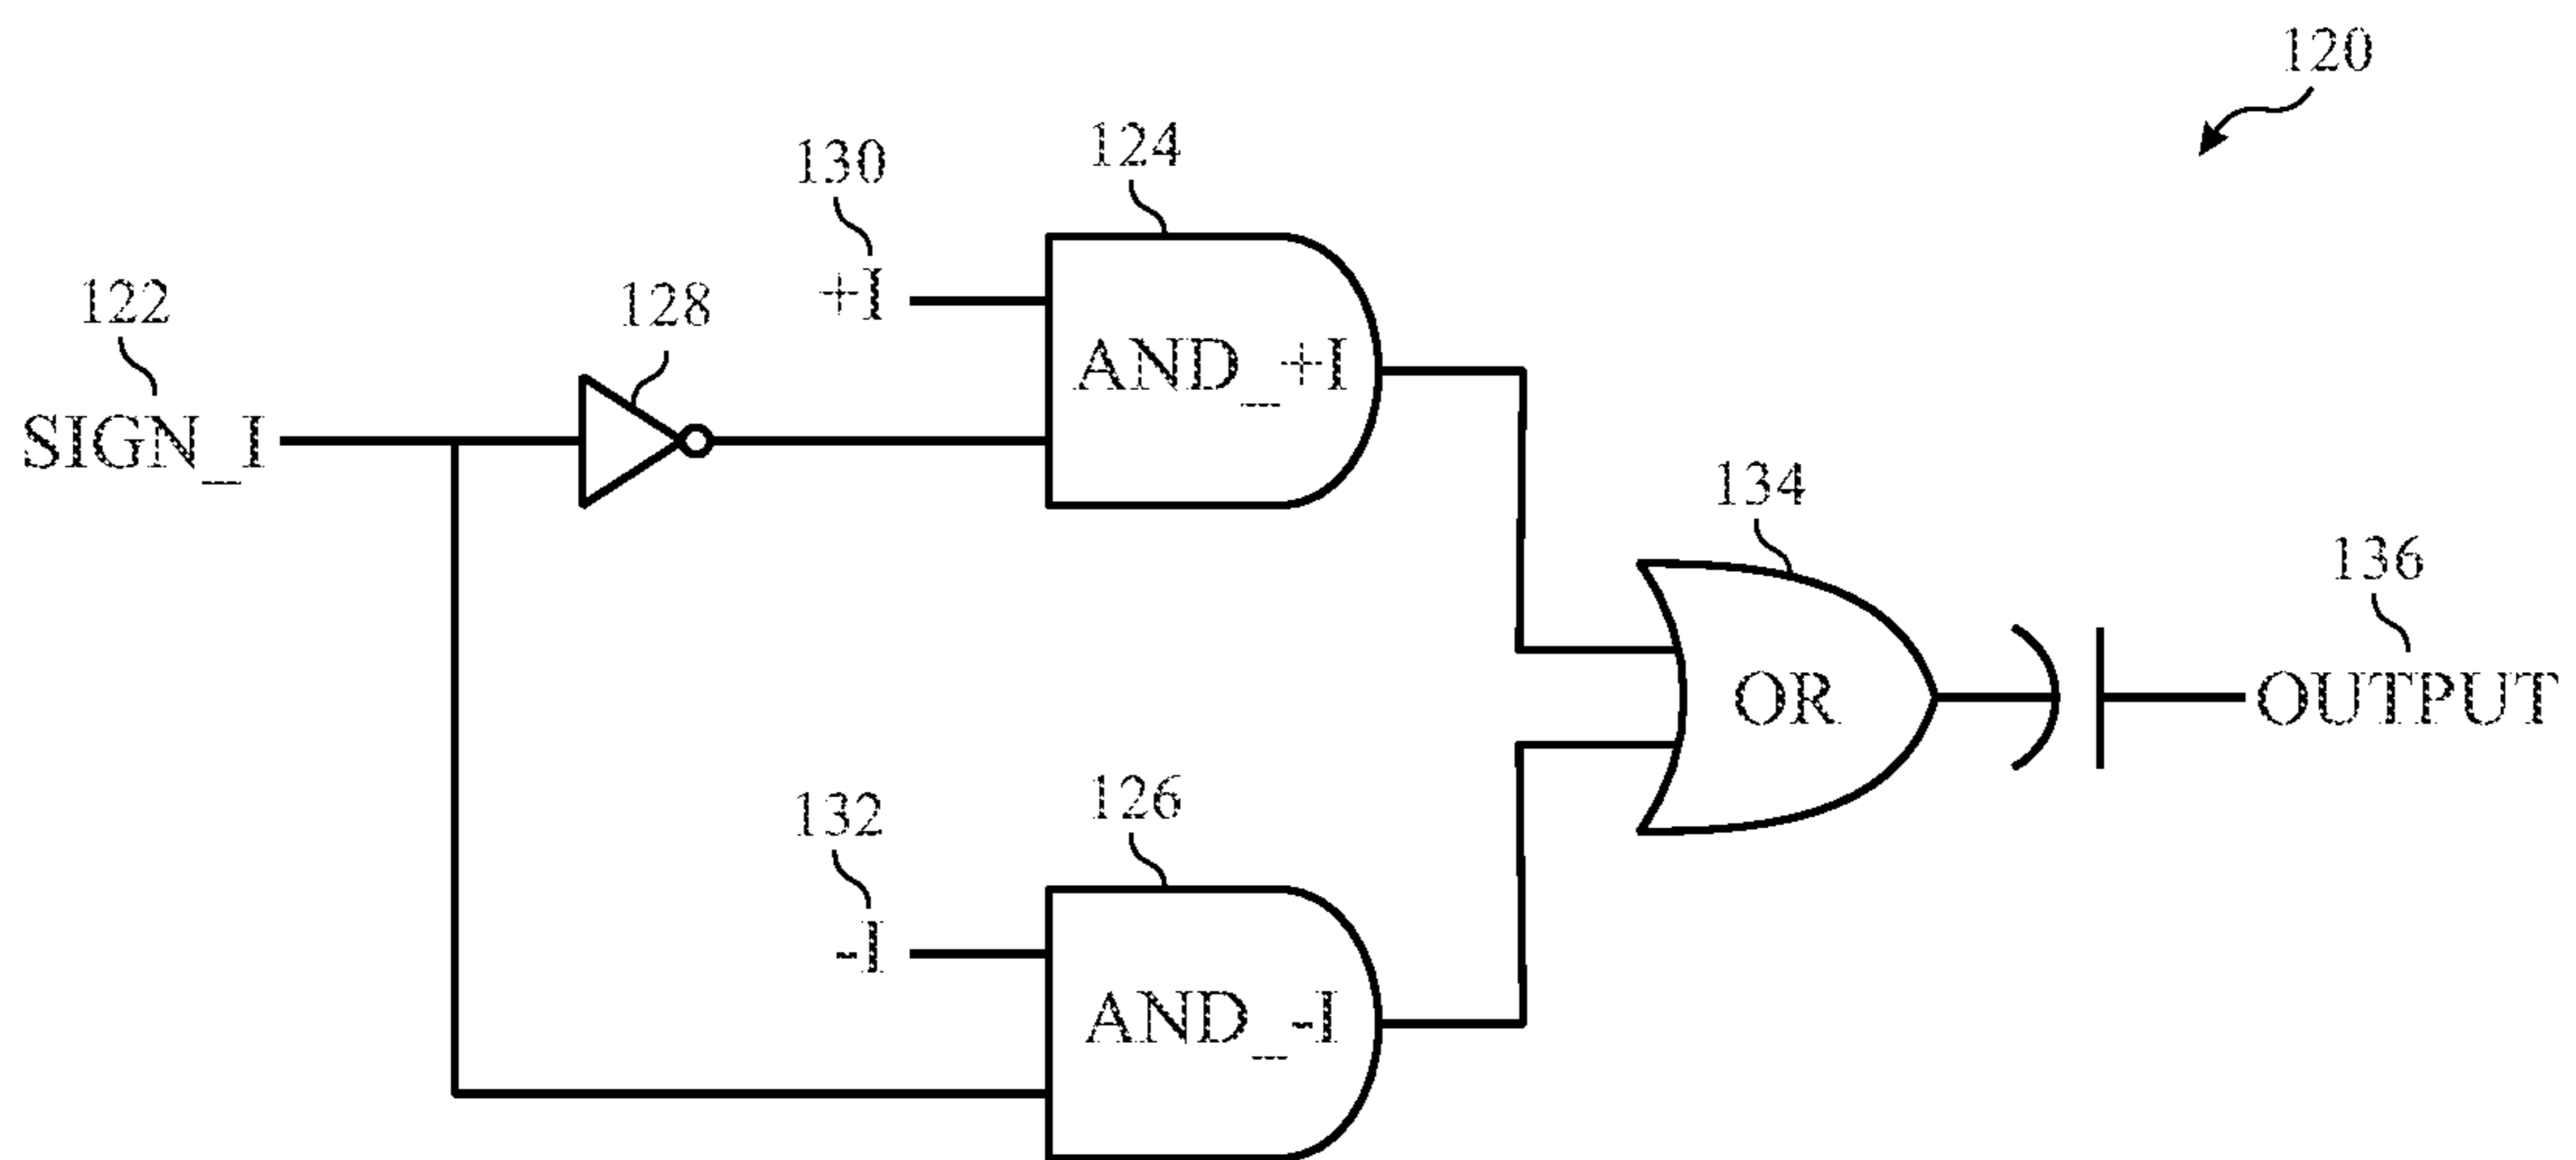 120
124
130
+I
122
128
AND_+I
SIGN_I
134
136
OR
OUTPUT
126
132
-I
AND_-I